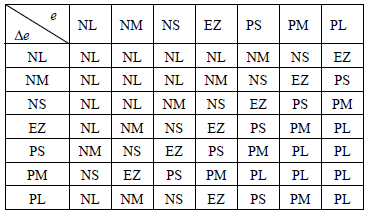 e
Δe NL NM NS EZ PS PM PL
NL NL NL NL NL NM NS EZ
NM NL NL NL NM NS EZ PS
NS NL NL NM NS EZ PS PM
EZ NL NM NS EZ PS PM PL
PS NM NS EZ PS PM PL PL
PM NS EZ PS PM PL PL PL
PL NL NM NS EZ PS PM PL